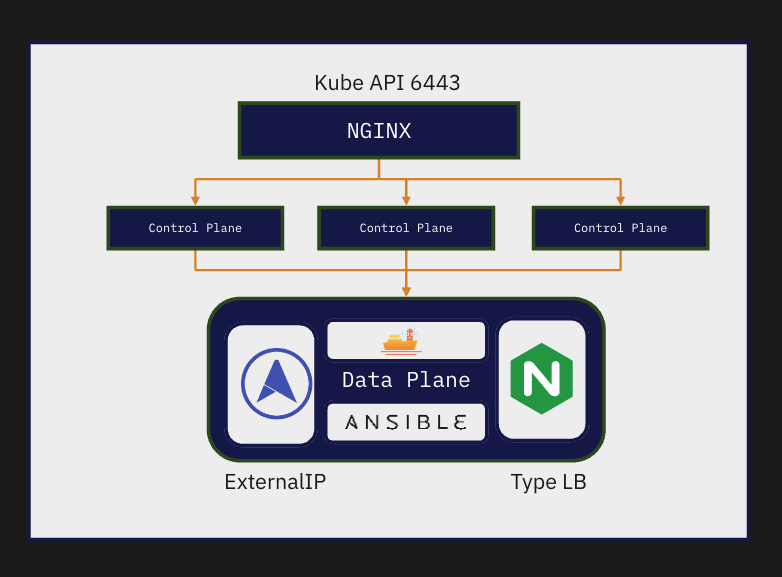 Kube API 6443
NGINX
Control Plane
Control Plane
Control Plane
Data Plane
ANSIBLE
N
ExternalIP
Type LB